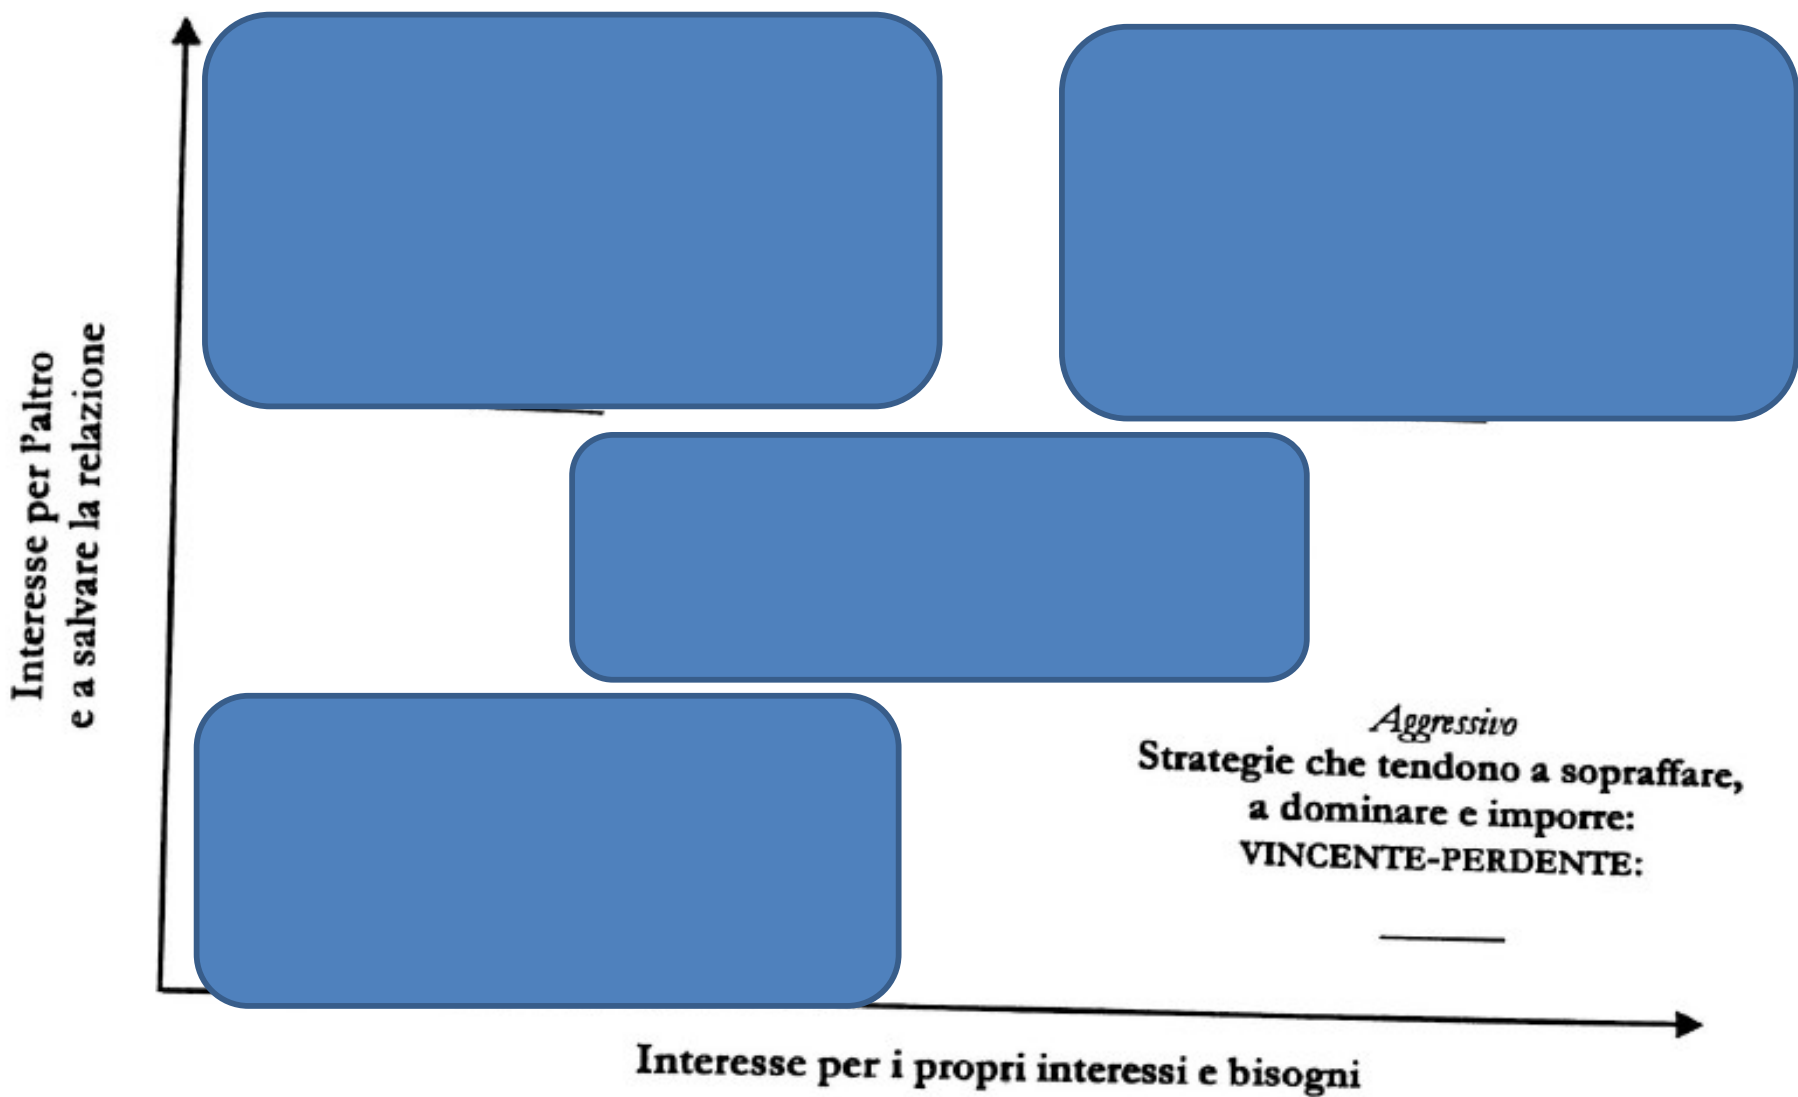 Interesse per l'altro
e a salvare la relazione
Aggressivo
Strategie che tendono a sopraffare,
a dominare e imporre:
VINCENTE-PERDENTE:
Interesse per i propri interessi e bisogni